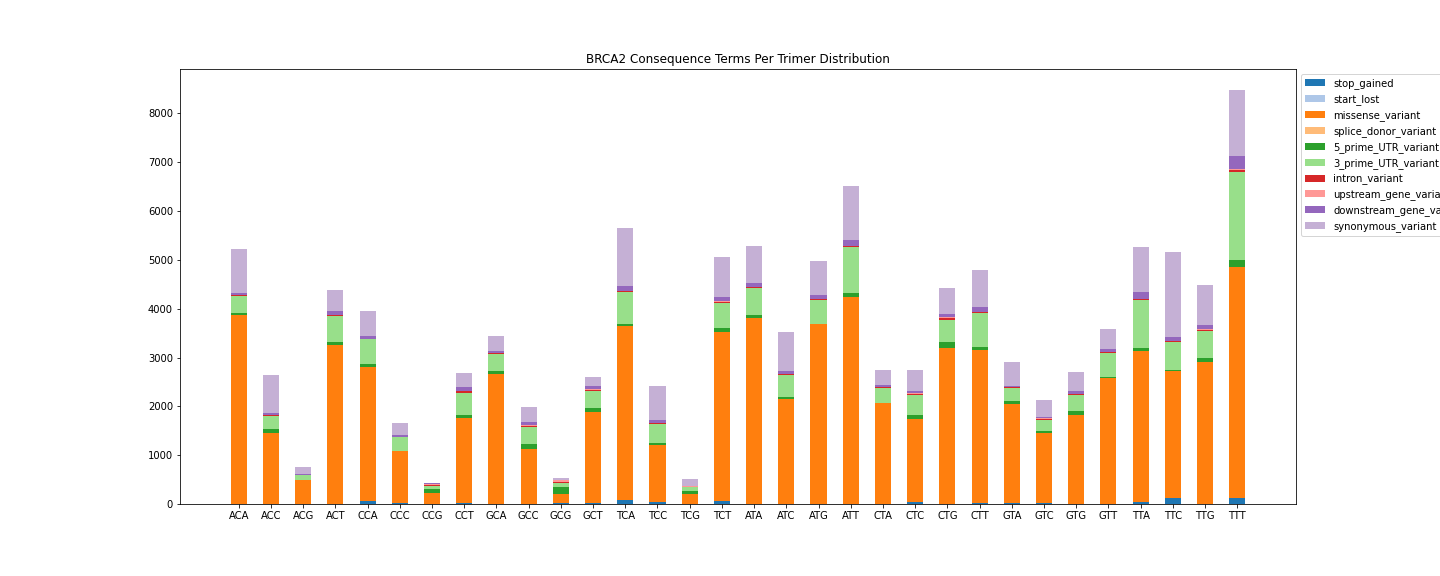 BRCA2 Consequence Terms Per Trimer Distribution
8000
7000
6000
5000
4000
3000
2000
1000
0
ACA ACC ACG ACT CCA CCC CCG CCT GCA GCC GCG GCT TCA TCC TCG TCT ATA ATC ATG ATT CTA CTC CTG CTT GTA GTC GTG GTT TTA TTC TTG TTT
stop_gained
start_lost
missense_variant
splice_donor_variant
5_prime_UTR_variant
3_prime_UTR_variant
intron_variant
upstream_gene_varia
downstream_gene_va
synonymous_variant